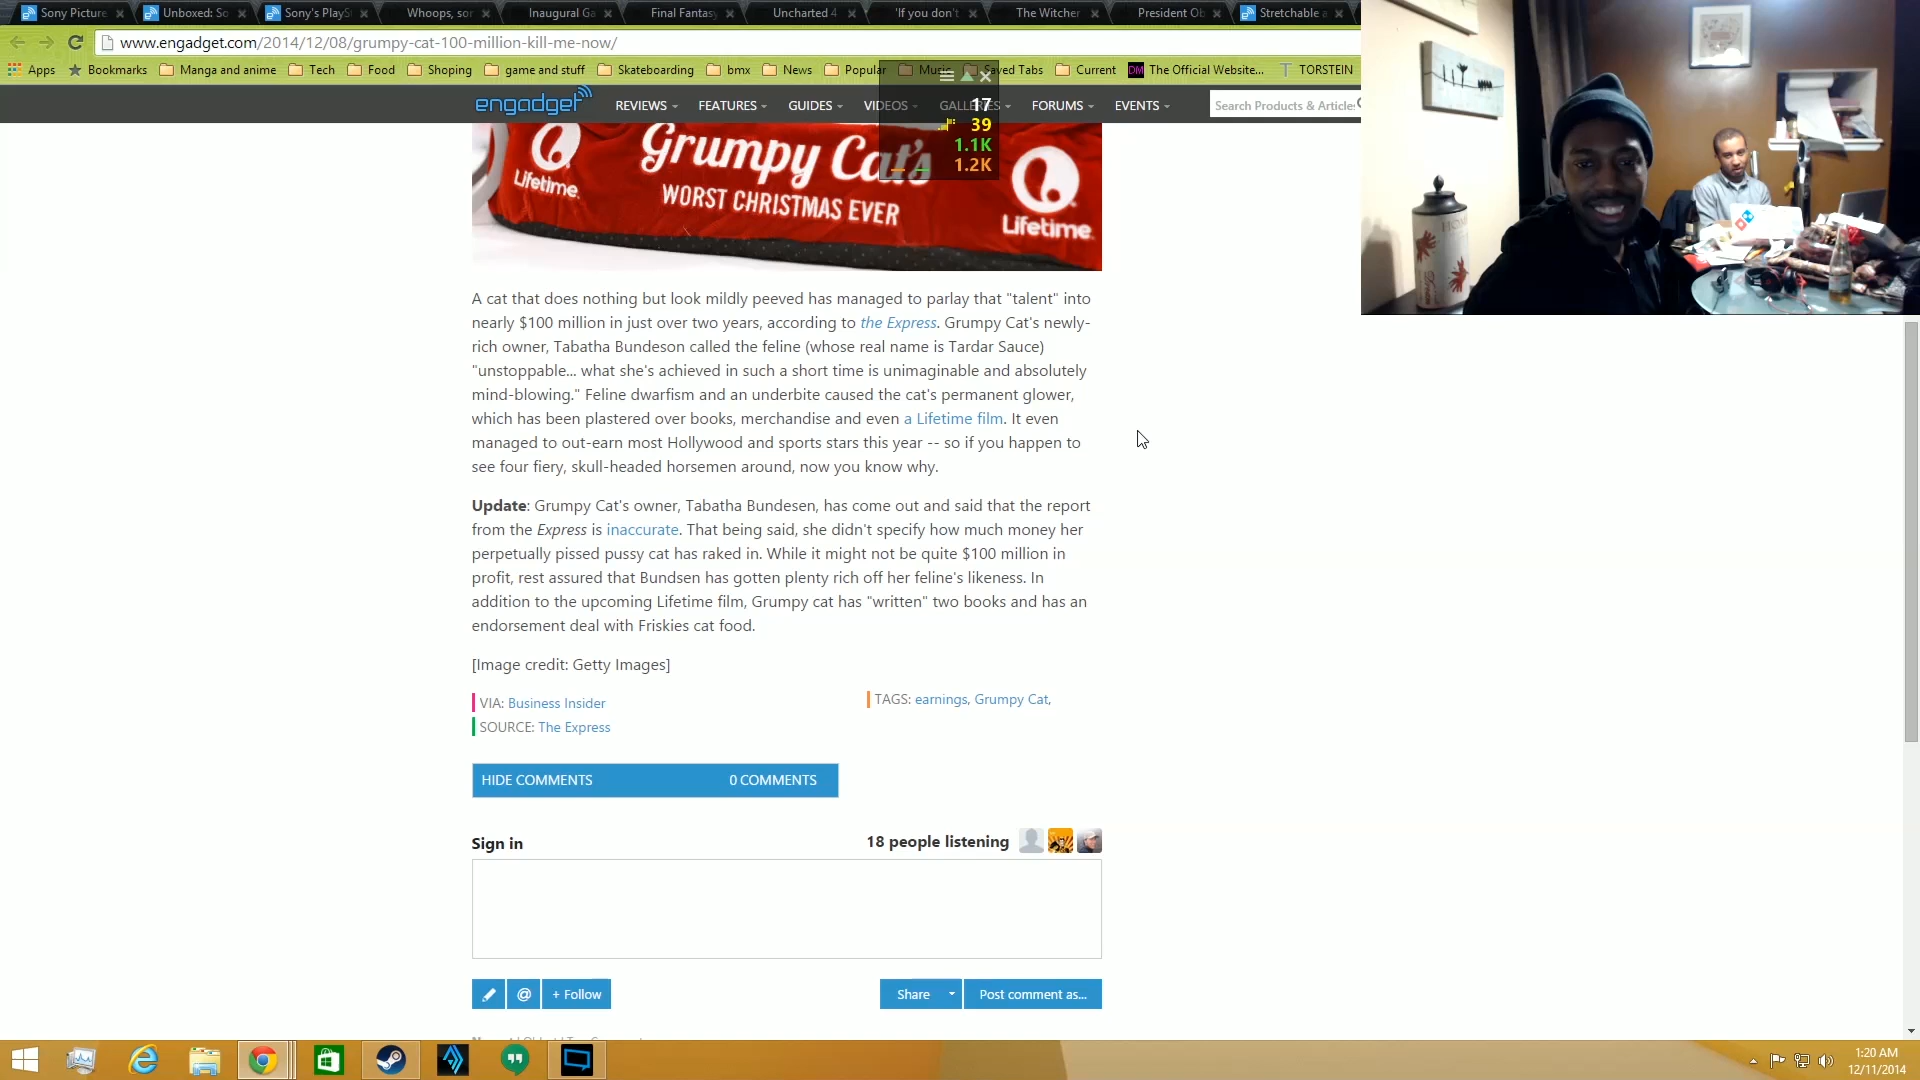 Sony Picture
Unboxed: So
Sony's PlaySt
Whoops, sor
Inaugural Ga
Final Fantasy
Uncharted 4
'If you don't
The Witcher
President Ob
Stretchable a
www.engadget.com/2014/12/08/grumpy-cat-100-million-kill-me-now/
Apps Bookmarks Manga and anime Tech Food Shoping game and stuff Skateboarding bmx News Popular Music Saved Tabs Current DM The Official Website... T TORSTEIN
engadget REVIEWS FEATURES GUIDES VIDEOS GALLERIES FORUMS EVENTS Search Products & Articles
17
39
1.1K
1.2K
Grumpy Cat's
WORST CHRISTMAS EVER
Lifetime
Lifetime
A cat that does nothing but look mildly peeved has managed to parlay that "talent" into
nearly $100 million in just over two years, according to the Express. Grumpy Cat's newly-
rich owner, Tabatha Bundeson called the feline (whose real name is Tardar Sauce)
"unstoppable... what she's achieved in such a short time is unimaginable and absolutely
mind-blowing." Feline dwarfism and an underbite caused the cat's permanent glower,
which has been plastered over books, merchandise and even a Lifetime film. It even
managed to out-earn most Hollywood and sports stars this year -- so if you happen to
see four fiery, skull-headed horsemen around, now you know why.
Update: Grumpy Cat's owner, Tabatha Bundesen, has come out and said that the report
from the Express is inaccurate. That being said, she didn't specify how much money her
perpetually pissed pussy cat has raked in. While it might not be quite $100 million in
profit, rest assured that Bundsen has gotten plenty rich off her feline's likeness. In
addition to the upcoming Lifetime film, Grumpy cat has "written" two books and has an
endorsement deal with Friskies cat food.
[Image credit: Getty Images]
VIA: Business Insider
TAGS: earnings, Grumpy Cat,
SOURCE: The Express
HIDE COMMENTS 0 COMMENTS
Sign in
18 people listening
@ + Follow
Share Post comment as...
1:20 AM
12/11/2014